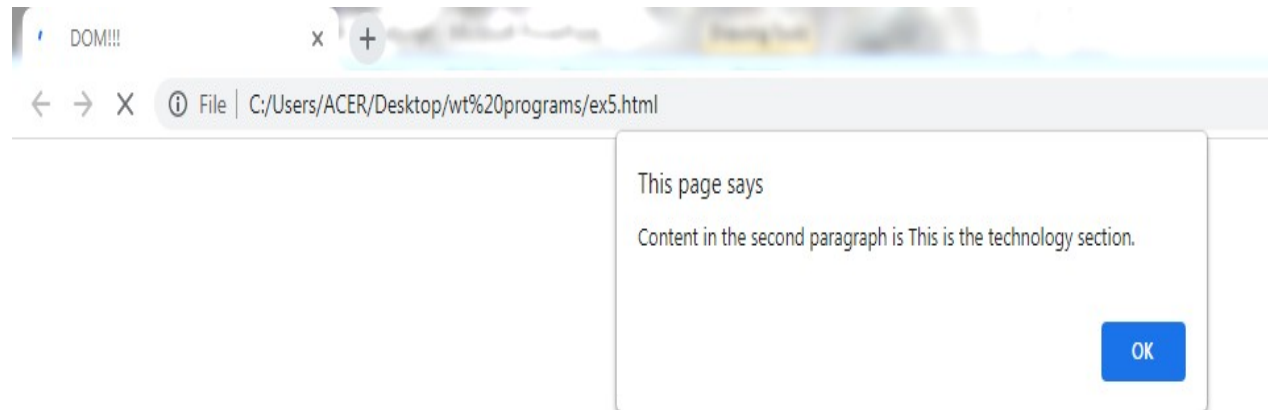 DOM!!!
File | C:/Users/ACER/Desktop/wt%20programs/ex5.html
This page says
Content in the second paragraph is This is the technology section.
OK